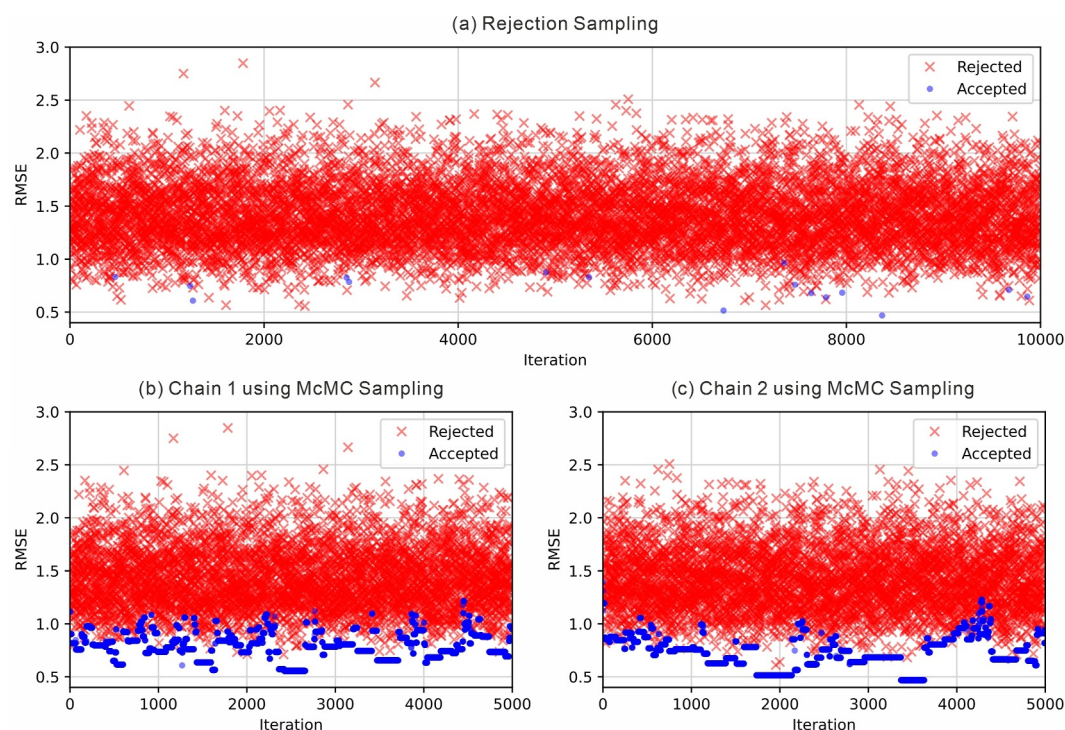 (a) Rejection Sampling
3.0
2.5
2.0
1.5
1.0
0.5
RMSE
Rejected
Accepted
0 2000 4000 6000 8000 10000
Iteration
(b) Chain 1 using McMC Sampling
3.0
2.5
2.0
1.5
1.0
0.5
RMSE
Rejected
Accepted
0 1000 2000 3000 4000 5000
Iteration
(c) Chain 2 using McMC Sampling
3.0
2.5
2.0
1.5
1.0
0.5
RMSE
Rejected
Accepted
0 1000 2000 3000 4000 5000
Iteration